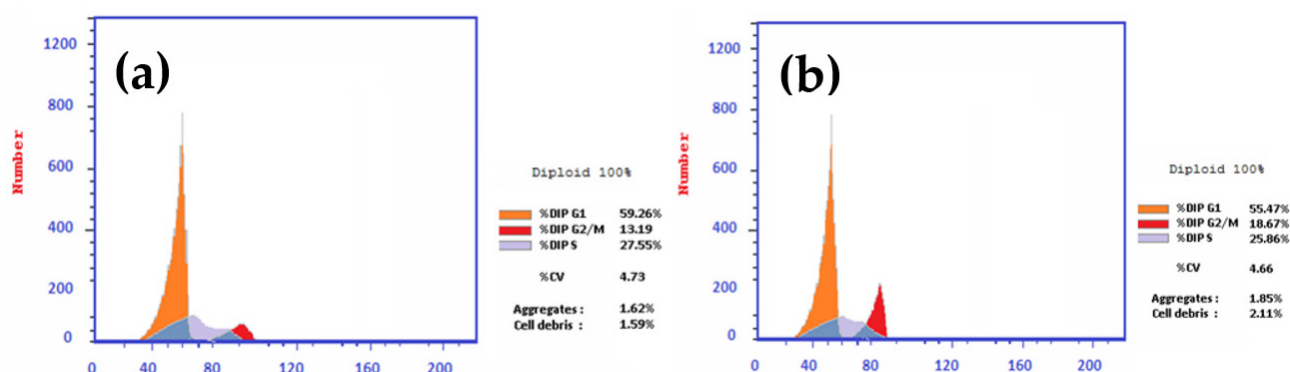 (a)
1200
800
600
400
200
0
Number
0 40 80 120 160 200
Diploid 100%
%DIP G1 59.26%
%DIP G2/M 13.19
%DIP S 27.55%
%CV 4.73
Aggregates : 1.62%
Cell debris : 1.59%
(b)
1200
800
600
400
200
0
Number
0 40 80 120 160 200
Diploid 100%
%DIP G1 55.47%
%DIP G2/M 18.67%
%DIP S 25.86%
%CV 4.66
Aggregates : 1.85%
Cell debris : 2.11%